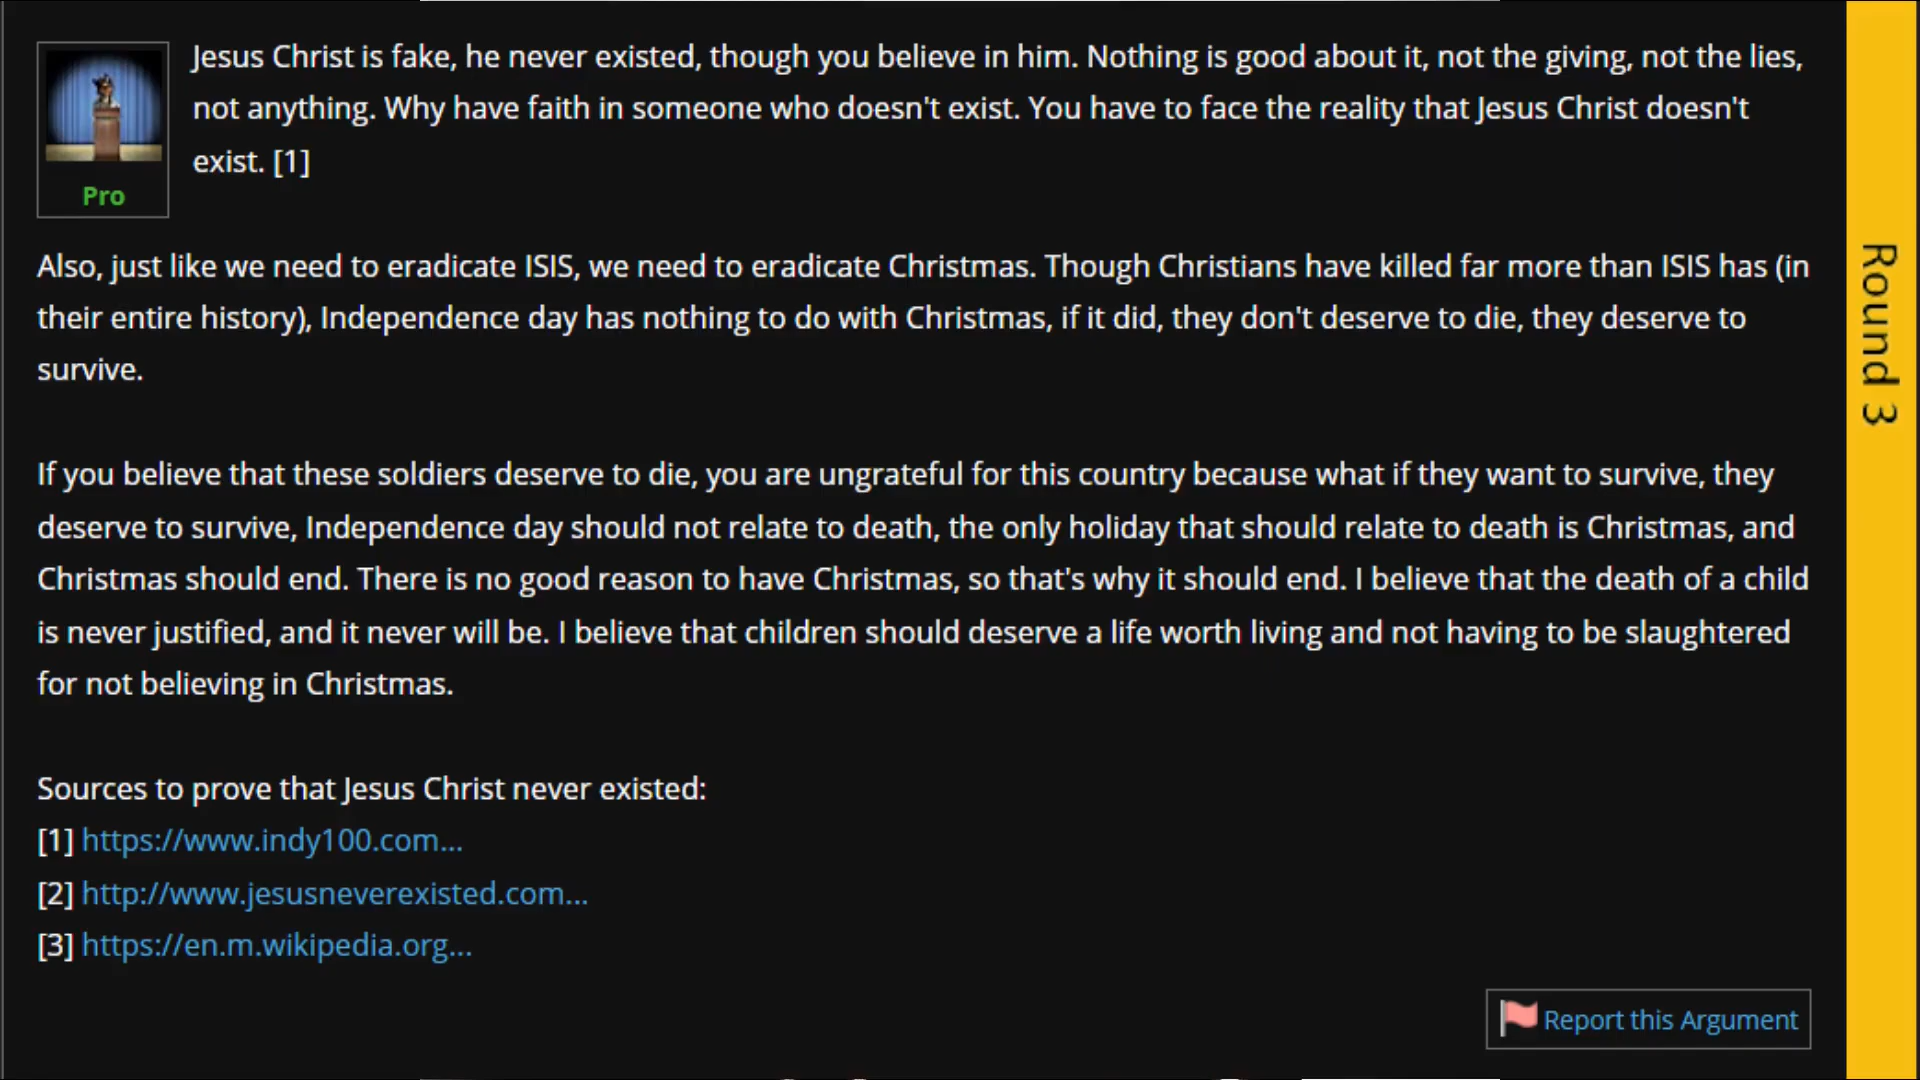 Jesus Christ is fake, he never existed, though you believe in him. Nothing is good about it, not the giving, not the lies,
not anything. Why have faith in someone who doesn't exist. You have to face the reality that Jesus Christ doesn't
exist. [1]
Pro
Also, just like we need to eradicate ISIS, we need to eradicate Christmas. Though Christians have killed far more than ISIS has (in
their entire history), Independence day has nothing to do with Christmas, if it did, they don't deserve to die, they deserve to
survive.
If you believe that these soldiers deserve to die, you are ungrateful for this country because what if they want to survive, they
deserve to survive, Independence day should not relate to death, the only holiday that should relate to death is Christmas, and
Christmas should end. There is no good reason to have Christmas, so that's why it should end. I believe that the death of a child
is never justified, and it never will be. I believe that children should deserve a life worth living and not having to be slaughtered
for not believing in Christmas.
Sources to prove that Jesus Christ never existed:
[1] https://www.indy100.com...
[2] http://www.jesusneverexisted.com...
[3] https://en.m.wikipedia.org...
Report this Argument
Round 3